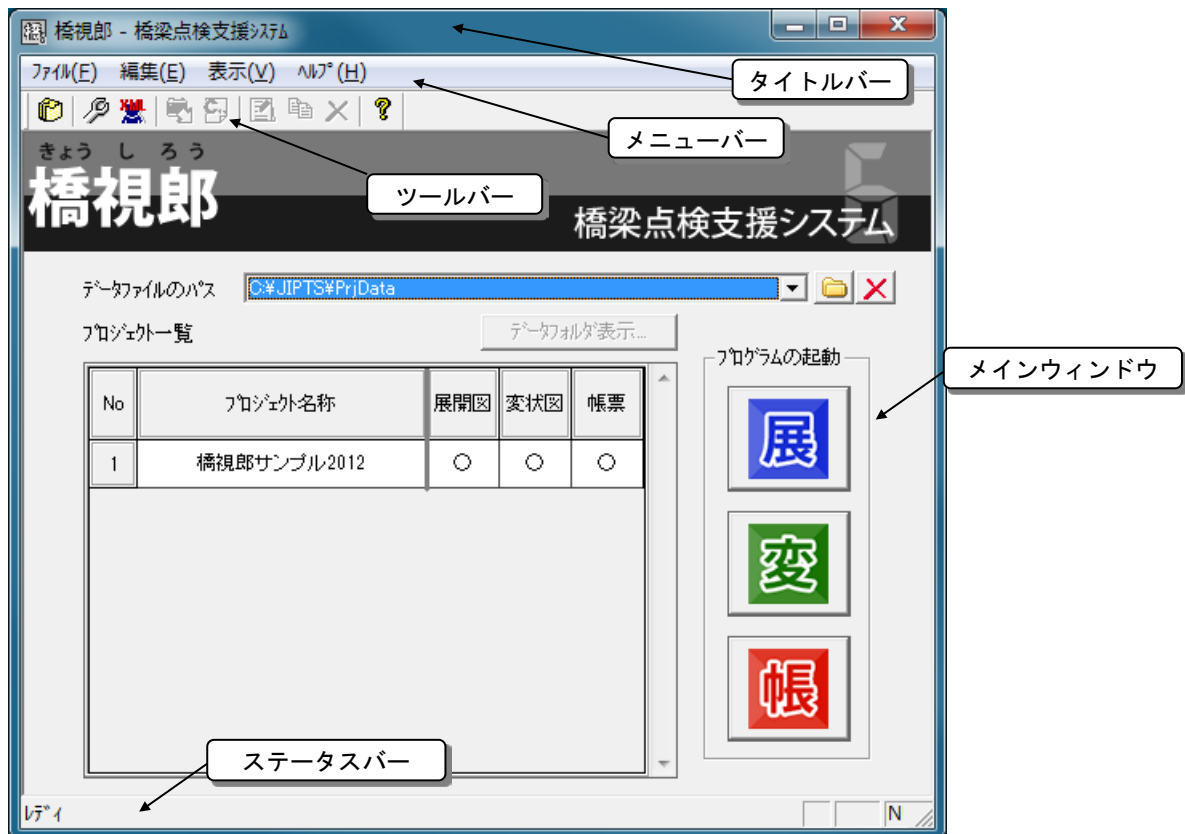 橋視郎 - 橋梁点検支援ｼｽﾃﾑ
タイトルバー
ﾌｧｲﾙ(F) 編集(E) 表示(V) ﾍﾙﾌﾟ(H)
メニューバー
ツールバー
きょう し ろう
橋視郎
6
橋梁点検支援システム
ﾃﾞｰﾀﾌｧｲﾙのﾊﾟｽ C:¥JIPTS¥PrjData
ﾌﾟﾛｼﾞｪｸﾄ一覧 ﾃﾞｰﾀﾌｫﾙﾀﾞ表示...
ﾌﾟﾛｸﾞﾗﾑの起動
メインウィンドウ
No ﾌﾟﾛｼﾞｪｸﾄ名称 展開図 変状図 帳票
1 橋視郎サンプル2012 ○ ○ ○
展
変
帳
ステータスバー
ﾚﾃﾞｨ N